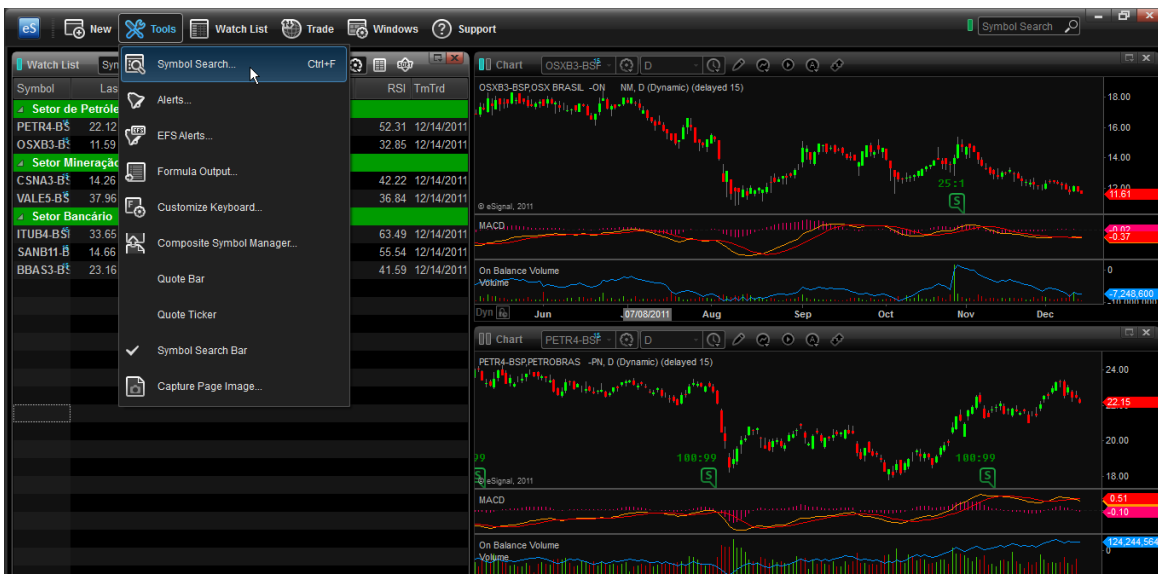 eS New Tools Watch List Trade Windows ? Support Symbol Search
Watch List Syn
Symbol Las RSI TmTrd
Setor de Petróle
PETR4-BS 22.12 52.31 12/14/2011
OSXB3-BS 11.59 32.85 12/14/2011
Setor Mineração
CSNA3-BS 14.26 42.22 12/14/2011
VALE5-BS 37.96 36.84 12/14/2011
Setor Bancário
ITUB4-BS 33.65 63.49 12/14/2011
SANB11-B 14.66 55.54 12/14/2011
BBAS3-BS 23.16 41.59 12/14/2011
Symbol Search... Ctrl+F
Alerts...
EFS Alerts...
Formula Output...
Customize Keyboard...
Composite Symbol Manager...
Quote Bar
Quote Ticker
Symbol Search Bar
Capture Page Image...
Chart OSXB3-BSP D
OSXB3-BSP,OSX BRASIL -ON NM, D (Dynamic) (delayed 15)
18.00
16.00
14.00
25:1
S
12.00
11.61
© eSignal, 2011
MACD
-0.02
-0.37
On Balance Volume
Volume
0
-7,248,600
-10,000,000
Dyn Jun 07/08/2011 Aug Sep Oct Nov Dec
Chart PETR4-BSP D
PETR4-BSP,PETROBRAS -PN, D (Dynamic) (delayed 15)
24.00
22.15
20.00
99 100:99 100:99
S S S
18.00
© eSignal, 2011
MACD
0.51
-0.10
On Balance Volume
Volume
124,244,564
0